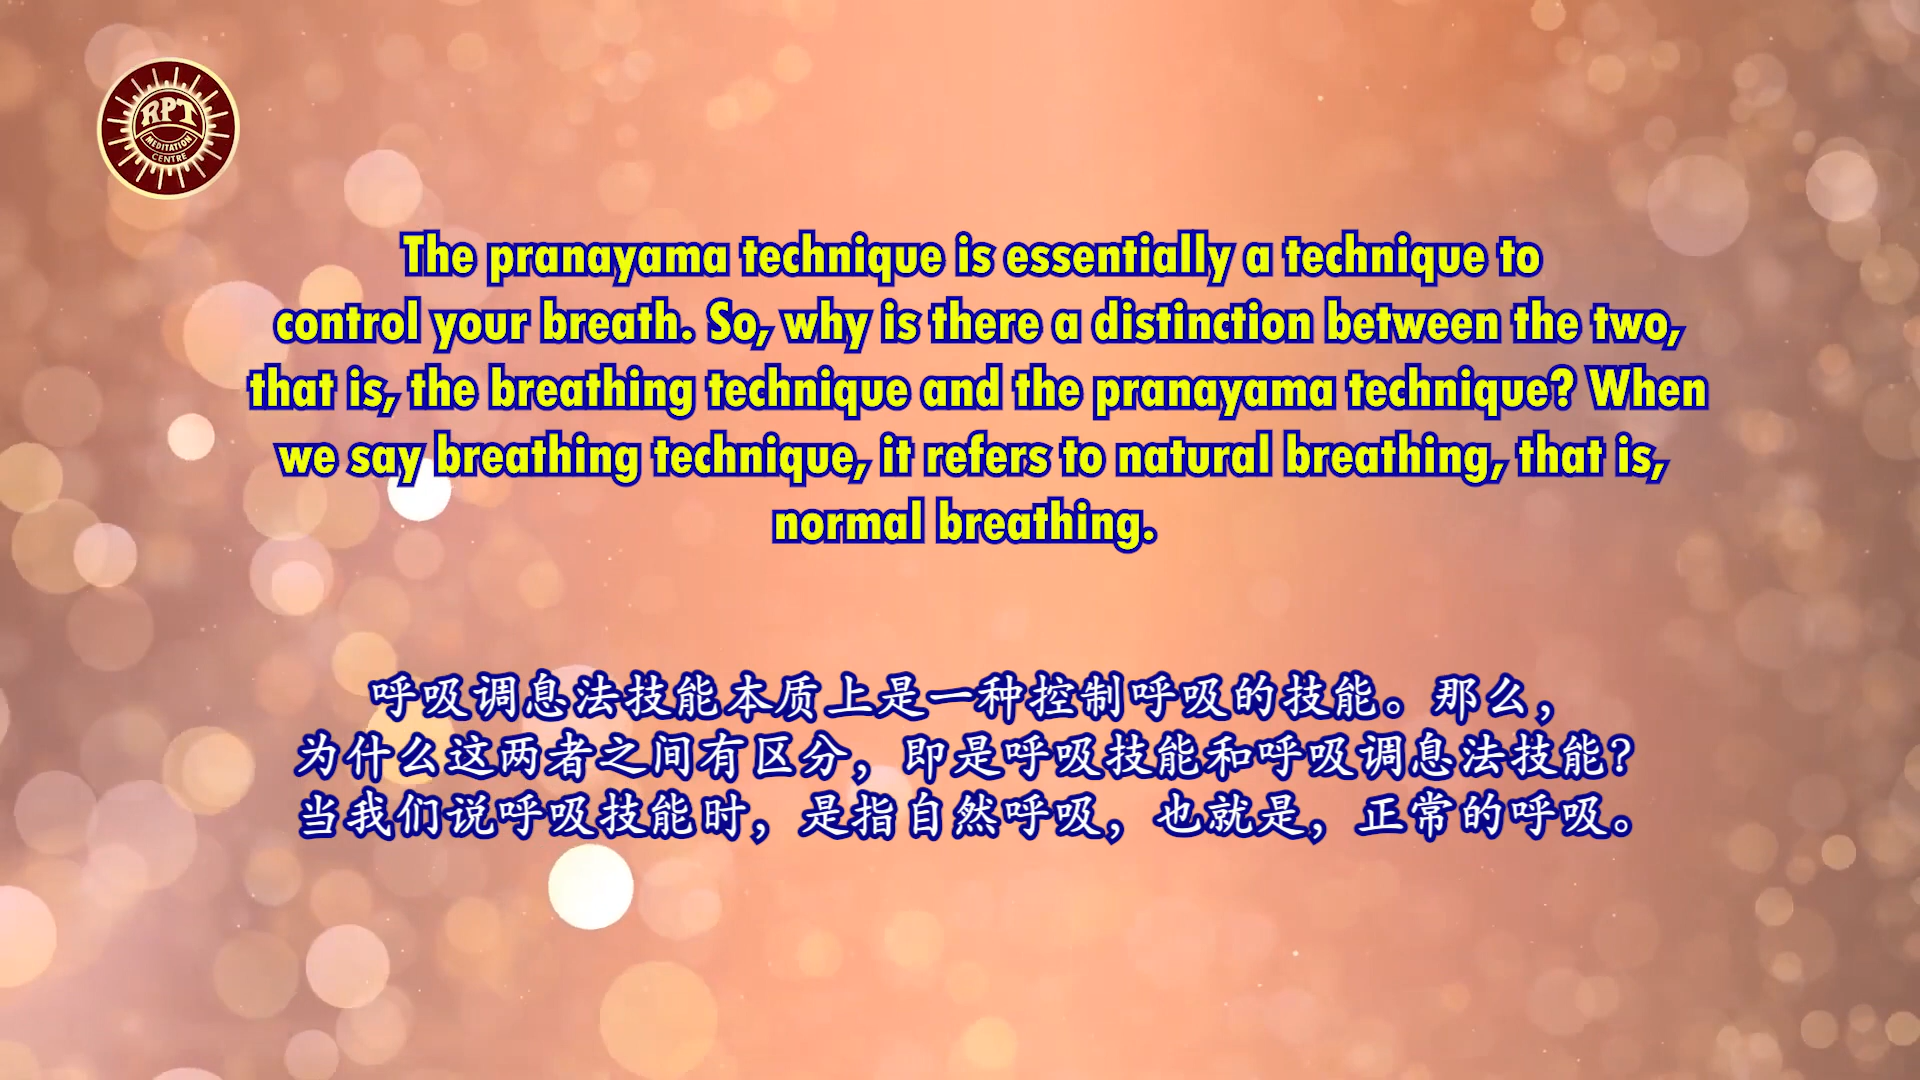 RPT
MEDITATION
CENTRE
The pranayama technique is essentially a technique to
control your breath. So, why is there a distinction between the two,
that is, the breathing technique and the pranayama technique? When
we say breathing technique, it refers to natural breathing, that is,
normal breathing.
呼吸调息法技能本质上是一种控制呼吸的技能。那么，
为什么这两者之间有区分，即是呼吸技能和呼吸调息法技能？
当我们说呼吸技能时，是指自然呼吸，也就是，正常的呼吸。